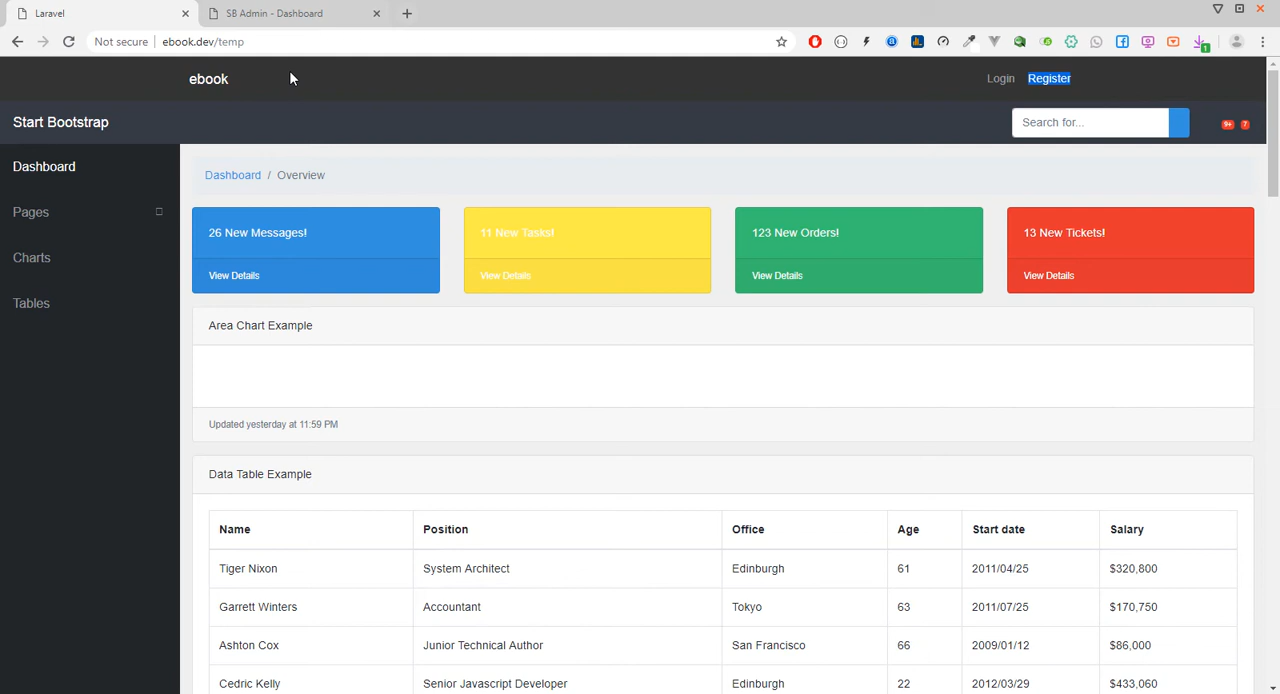 Laravel
SB Admin - Dashboard
Not secure
ebook.dev/temp
1
ebook
Login
Register
Start Bootstrap
Search for...
9+
7
Dashboard
Pages
Charts
Tables
Dashboard / Overview
26 New Messages!
View Details
11 New Tasks!
View Details
123 New Orders!
View Details
13 New Tickets!
View Details
Area Chart Example
Updated yesterday at 11:59 PM
Data Table Example
Name Position Office Age Start date Salary
Tiger Nixon System Architect Edinburgh 61 2011/04/25 $320,800
Garrett Winters Accountant Tokyo 63 2011/07/25 $170,750
Ashton Cox Junior Technical Author San Francisco 66 2009/01/12 $86,000
Cedric Kelly Senior Javascript Developer Edinburgh 22 2012/03/29 $433,060